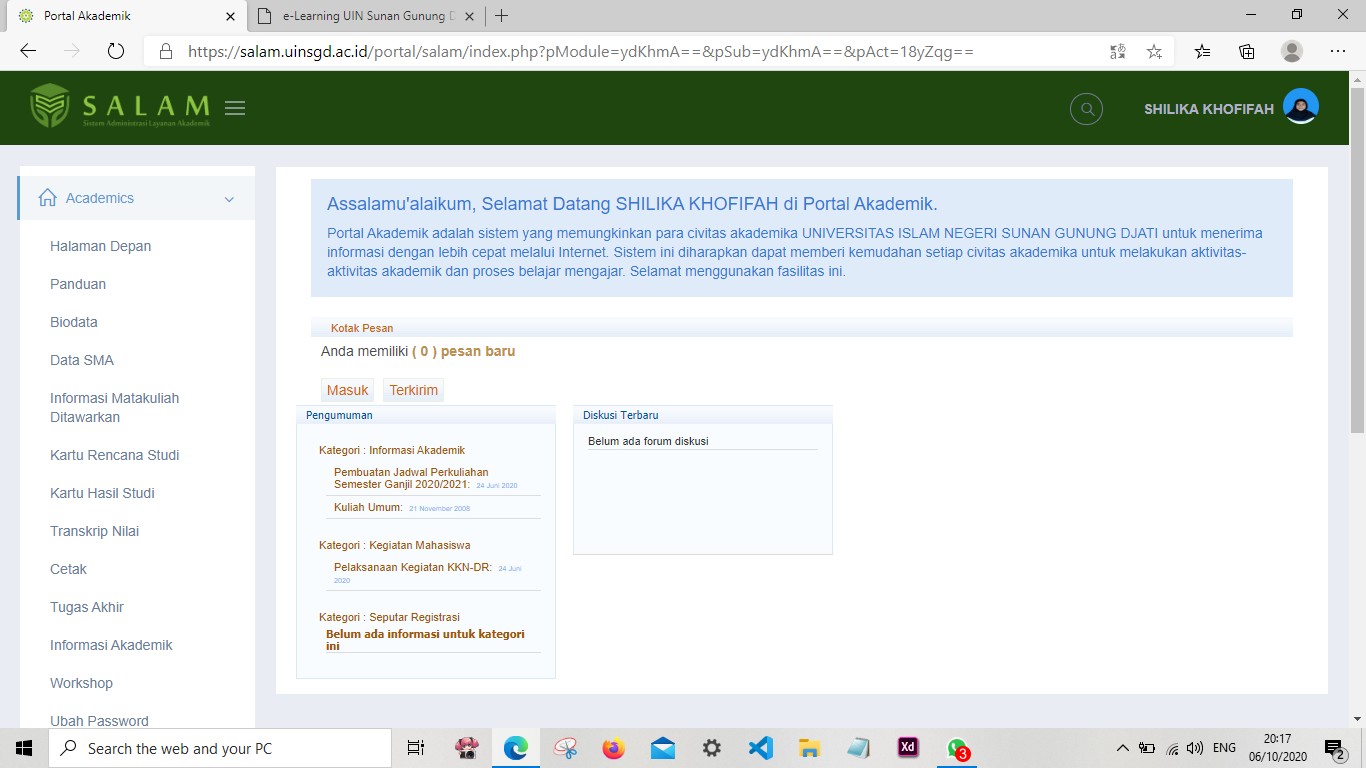 Portal Akademik
e-Learning UIN Sunan Gunung D
https://salam.uinsgd.ac.id/portal/salam/index.php?pModule=ydKhmA==&pSub=ydKhmA==&pAct=18yZqg==
SALAM
Sistem Administrasi Layanan Akademik
SHILIKA KHOFIFAH
Academics
Halaman Depan
Panduan
Biodata
Data SMA
Informasi Matakuliah
Ditawarkan
Kartu Rencana Studi
Kartu Hasil Studi
Transkrip Nilai
Cetak
Tugas Akhir
Informasi Akademik
Workshop
Ubah Password
Assalamu'alaikum, Selamat Datang SHILIKA KHOFIFAH di Portal Akademik.
Portal Akademik adalah sistem yang memungkinkan para civitas akademika UNIVERSITAS ISLAM NEGERI SUNAN GUNUNG DJATI untuk menerima
informasi dengan lebih cepat melalui Internet. Sistem ini diharapkan dapat memberi kemudahan setiap civitas akademika untuk melakukan aktivitas-
aktivitas akademik dan proses belajar mengajar. Selamat menggunakan fasilitas ini.
Kotak Pesan
Anda memiliki ( 0 ) pesan baru
Masuk Terkirim
Pengumuman
Kategori : Informasi Akademik
Pembuatan Jadwal Perkuliahan
Semester Ganjil 2020/2021: 24 Juni 2020
Kuliah Umum: 21 November 2008
Kategori : Kegiatan Mahasiswa
Pelaksanaan Kegiatan KKN-DR: 24 Juni
2020
Kategori : Seputar Registrasi
Belum ada informasi untuk kategori
ini
Diskusi Terbaru
Belum ada forum diskusi
Search the web and your PC
Xd
3
ENG
20:17
06/10/2020
2